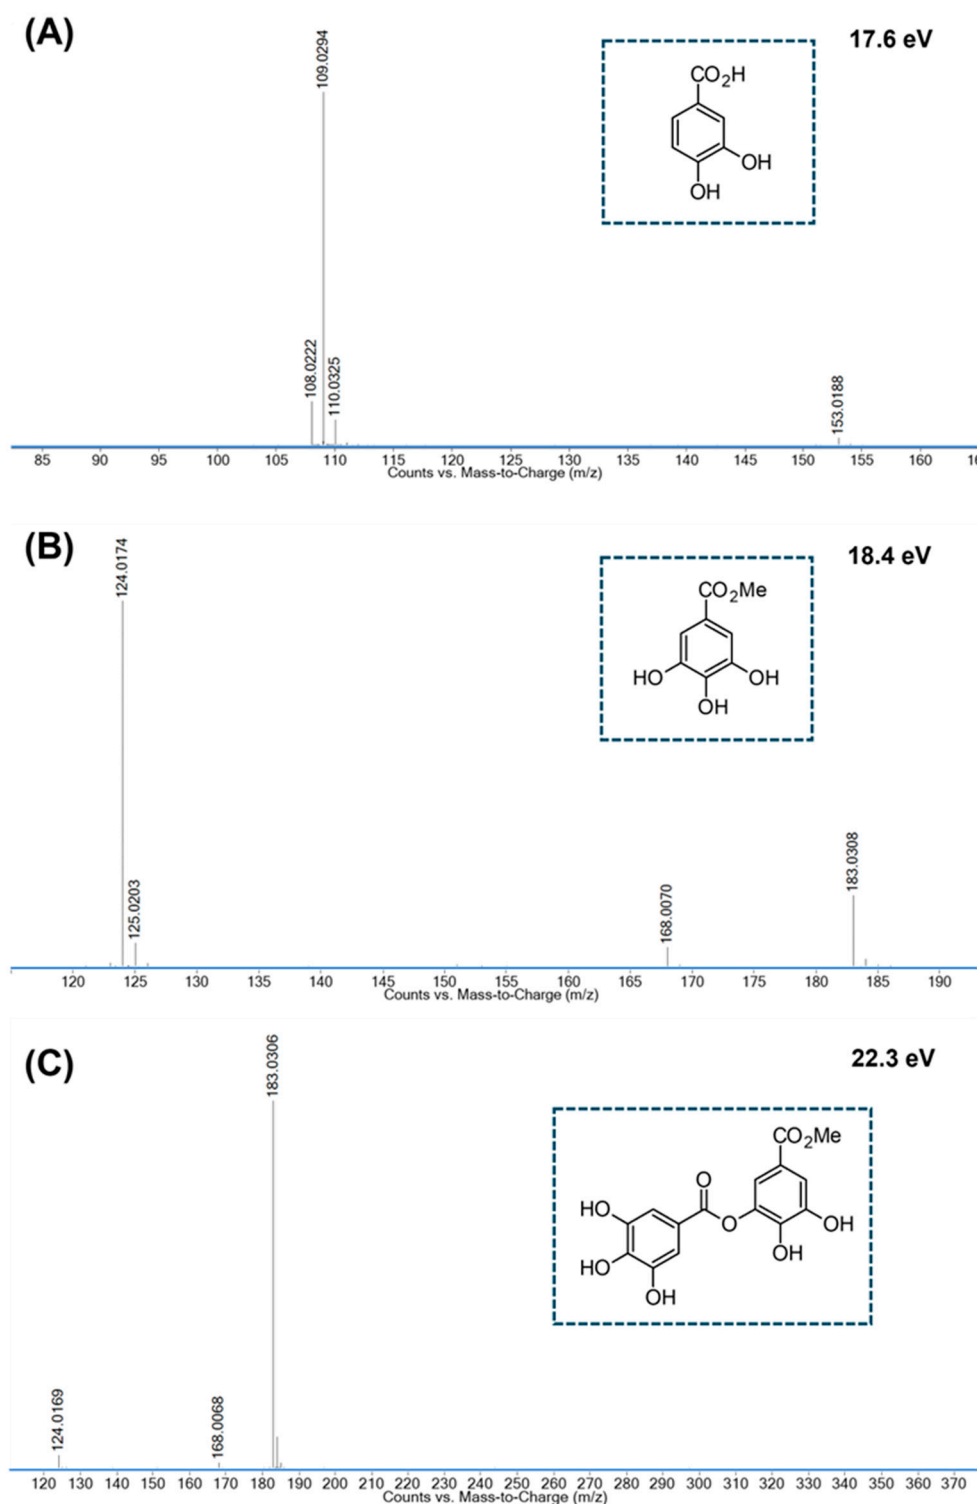 (A)
17.6 eV
109.0294
108.0222
110.0325
153.0188
CO₂H
OH
OH
85 90 95 100 105 110 115 120 125 130 135 140 145 150 155 160 16
Counts vs. Mass-to-Charge (m/z)
(B)
18.4 eV
124.0174
125.0203
168.0070
183.0308
CO₂Me
HO OH
OH
120 125 130 135 140 145 150 155 160 165 170 175 180 185 190
Counts vs. Mass-to-Charge (m/z)
(C)
22.3 eV
183.0306
124.0169
168.0068
CO₂Me
O
HO
O OH
HO OH
OH
120 130 140 150 160 170 180 190 200 210 220 230 240 250 260 270 280 290 300 310 320 330 340 350 360 370
Counts vs. Mass-to-Charge (m/z)